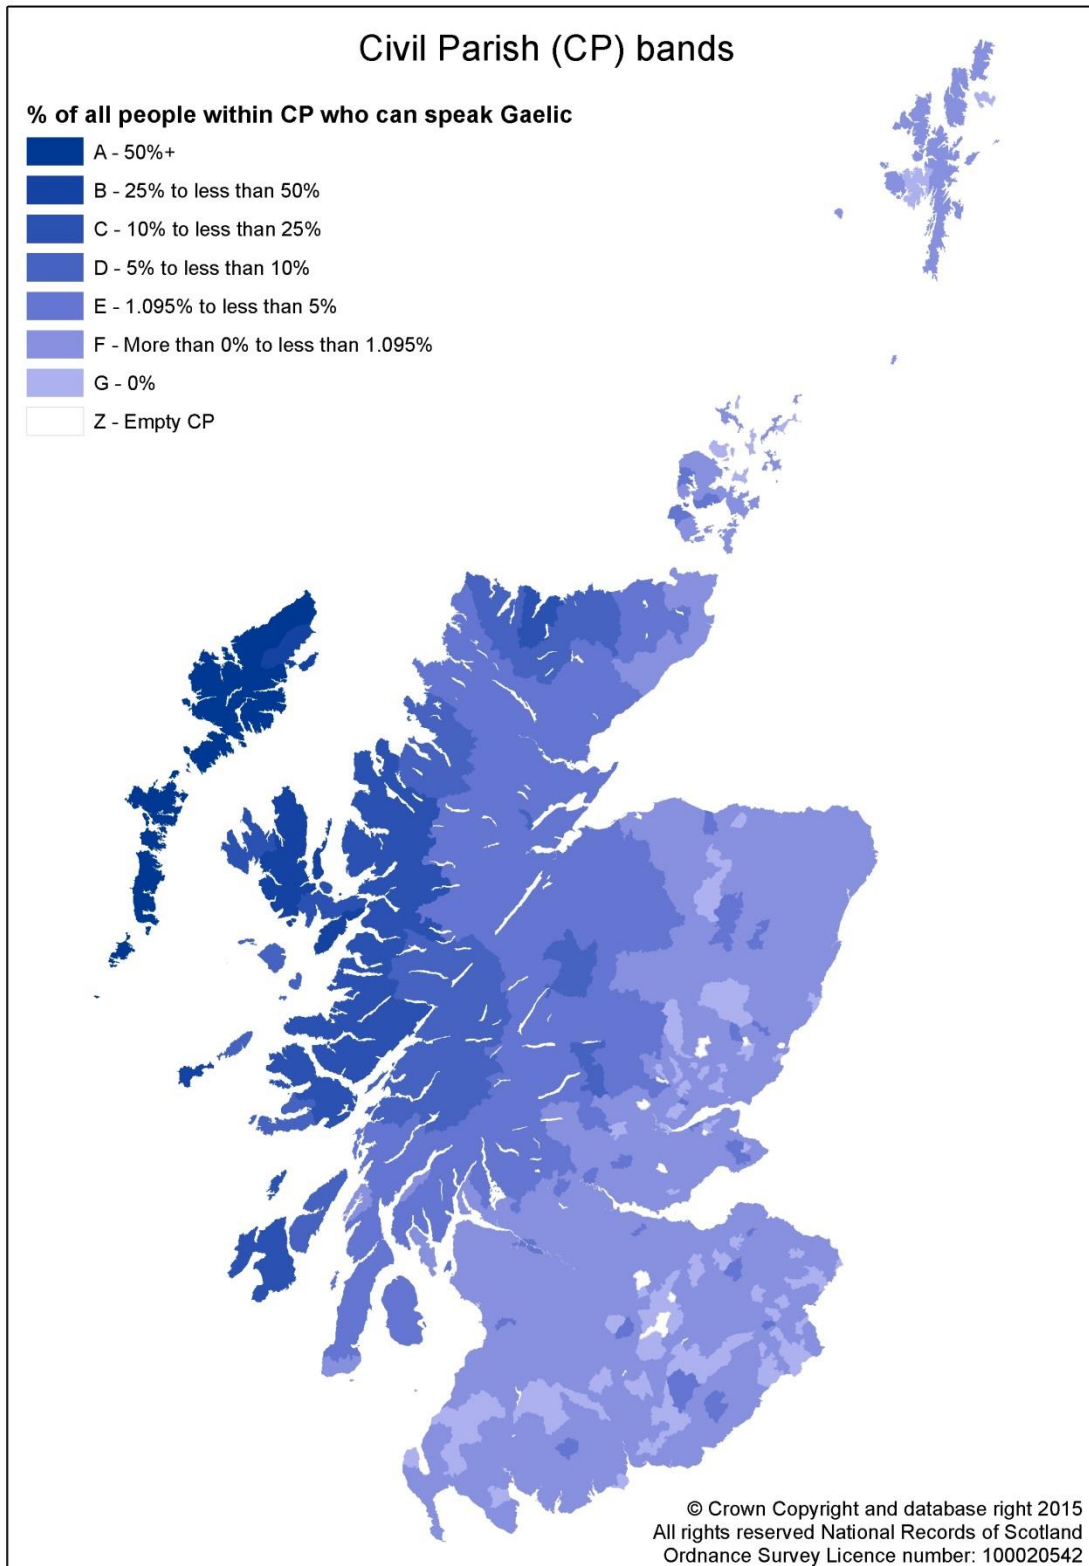 Civil Parish (CP) bands
% of all people within CP who can speak Gaelic
A - 50%+
B - 25% to less than 50%
C - 10% to less than 25%
D - 5% to less than 10%
E - 1.095% to less than 5%
F - More than 0% to less than 1.095%
G - 0%
Z - Empty CP
© Crown Copyright and database right 2015
All rights reserved National Records of Scotland
Ordnance Survey Licence number: 100020542